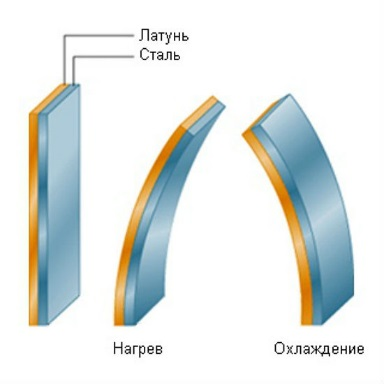 Латунь
Сталь
Нагрев
Охлаждение